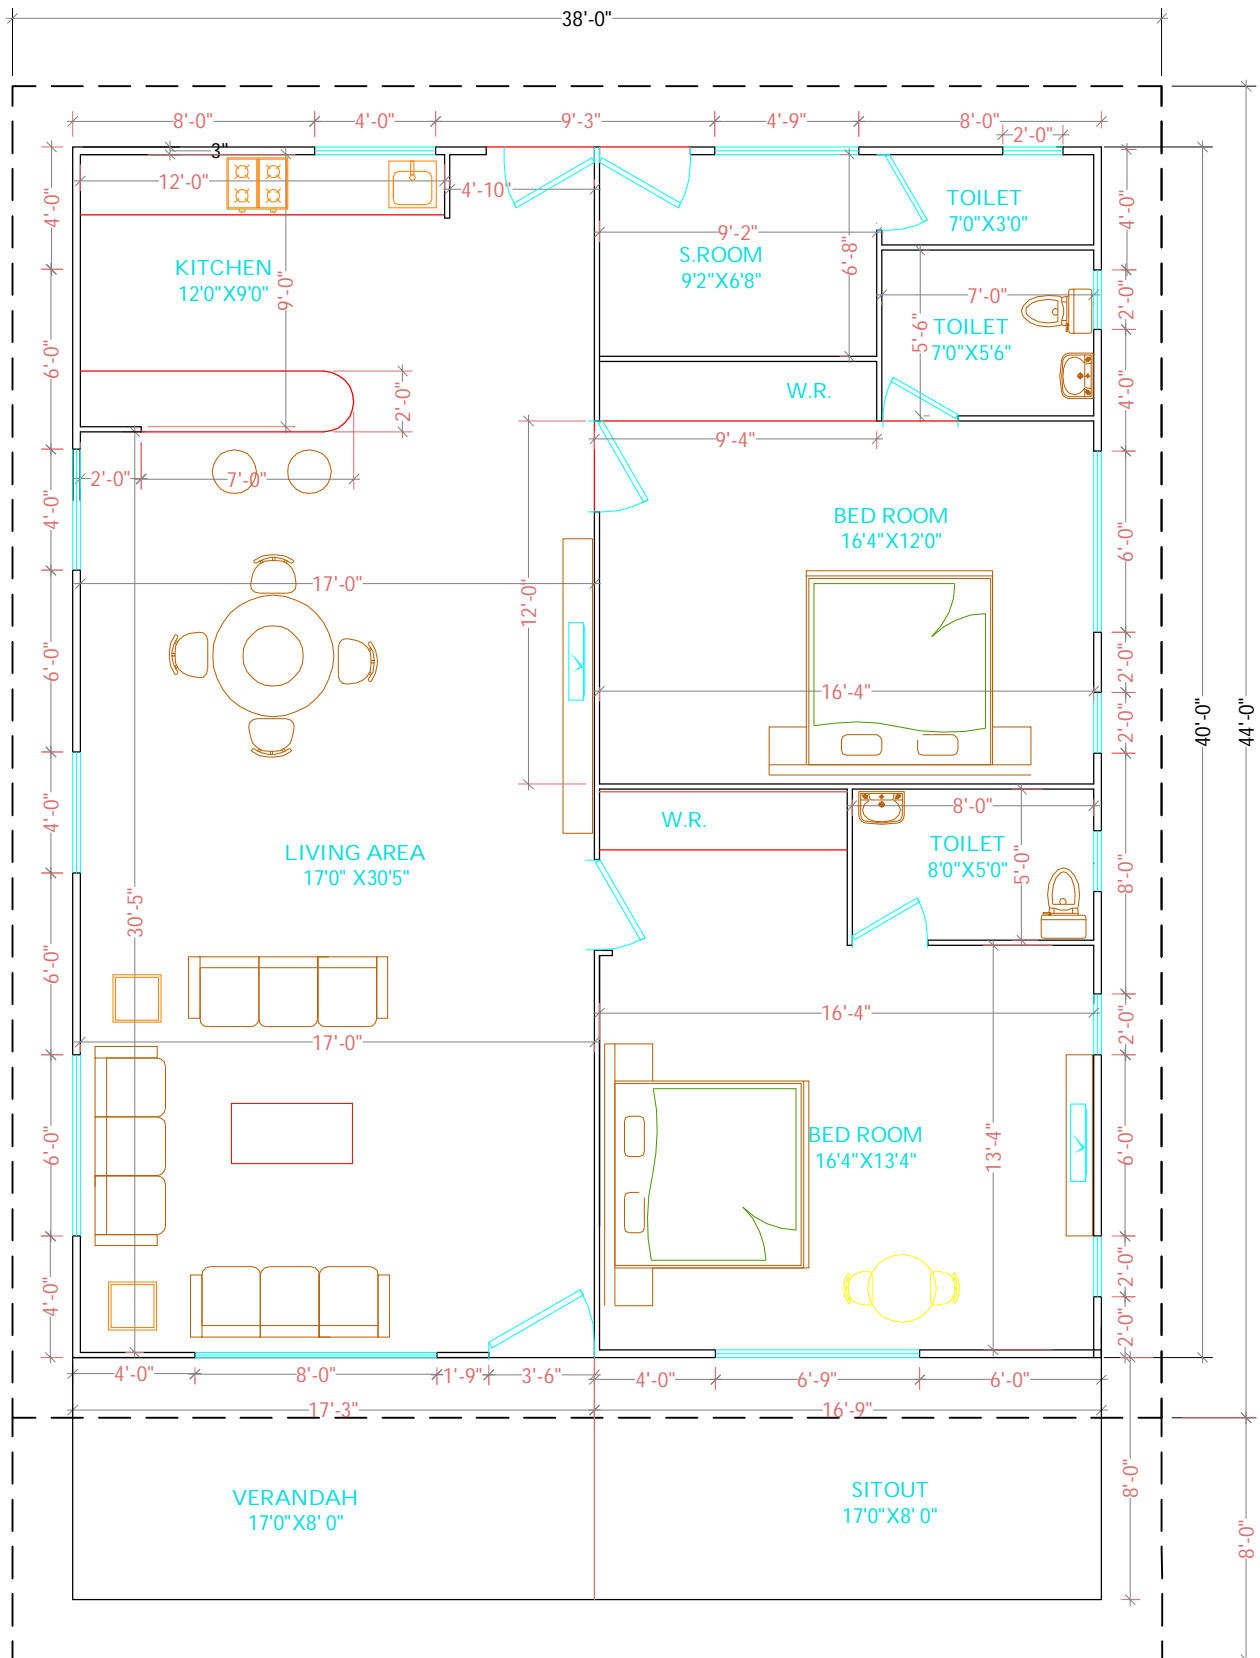 38'-0"
8'-0"
4'-0"
9'-3"
4'-9"
8'-0"
2'-0"
3"
12'-0"
4'-10"
TOILET
7'0"X3'0"
4'-0"
4'-0"
9'-2"
S.ROOM
9'2"X6'8"
6'-8"
KITCHEN
12'0"X9'0"
9'-0"
7'-0"
2'-0"
TOILET
7'0"X5'6"
5'-6"
6'-0"
4'-0"
W.R.
2'-0"
9'-4"
2'-0"
7'-0"
4'-0"
BED ROOM
16'4"X12'0"
6'-0"
17'-0"
12'-0"
6'-0"
2'-0"
16'-4"
2'-0"
40'-0"
44'-0"
4'-0"
8'-0"
W.R.
LIVING AREA
17'0" X30'5"
TOILET
8'0"X5'0"
5'-0"
8'-0"
30'-5"
6'-0"
16'-4"
2'-0"
17'-0"
6'-0"
BED ROOM
16'4"X13'4"
13'-4"
6'-0"
4'-0"
2'-0"
2'-0"
4'-0"
8'-0"
1'-9"
3'-6"
4'-0"
6'-9"
6'-0"
17'-3"
16'-9"
8'-0"
VERANDAH
17'0"X8' 0"
SITOUT
17'0"X8' 0"
8'-0"